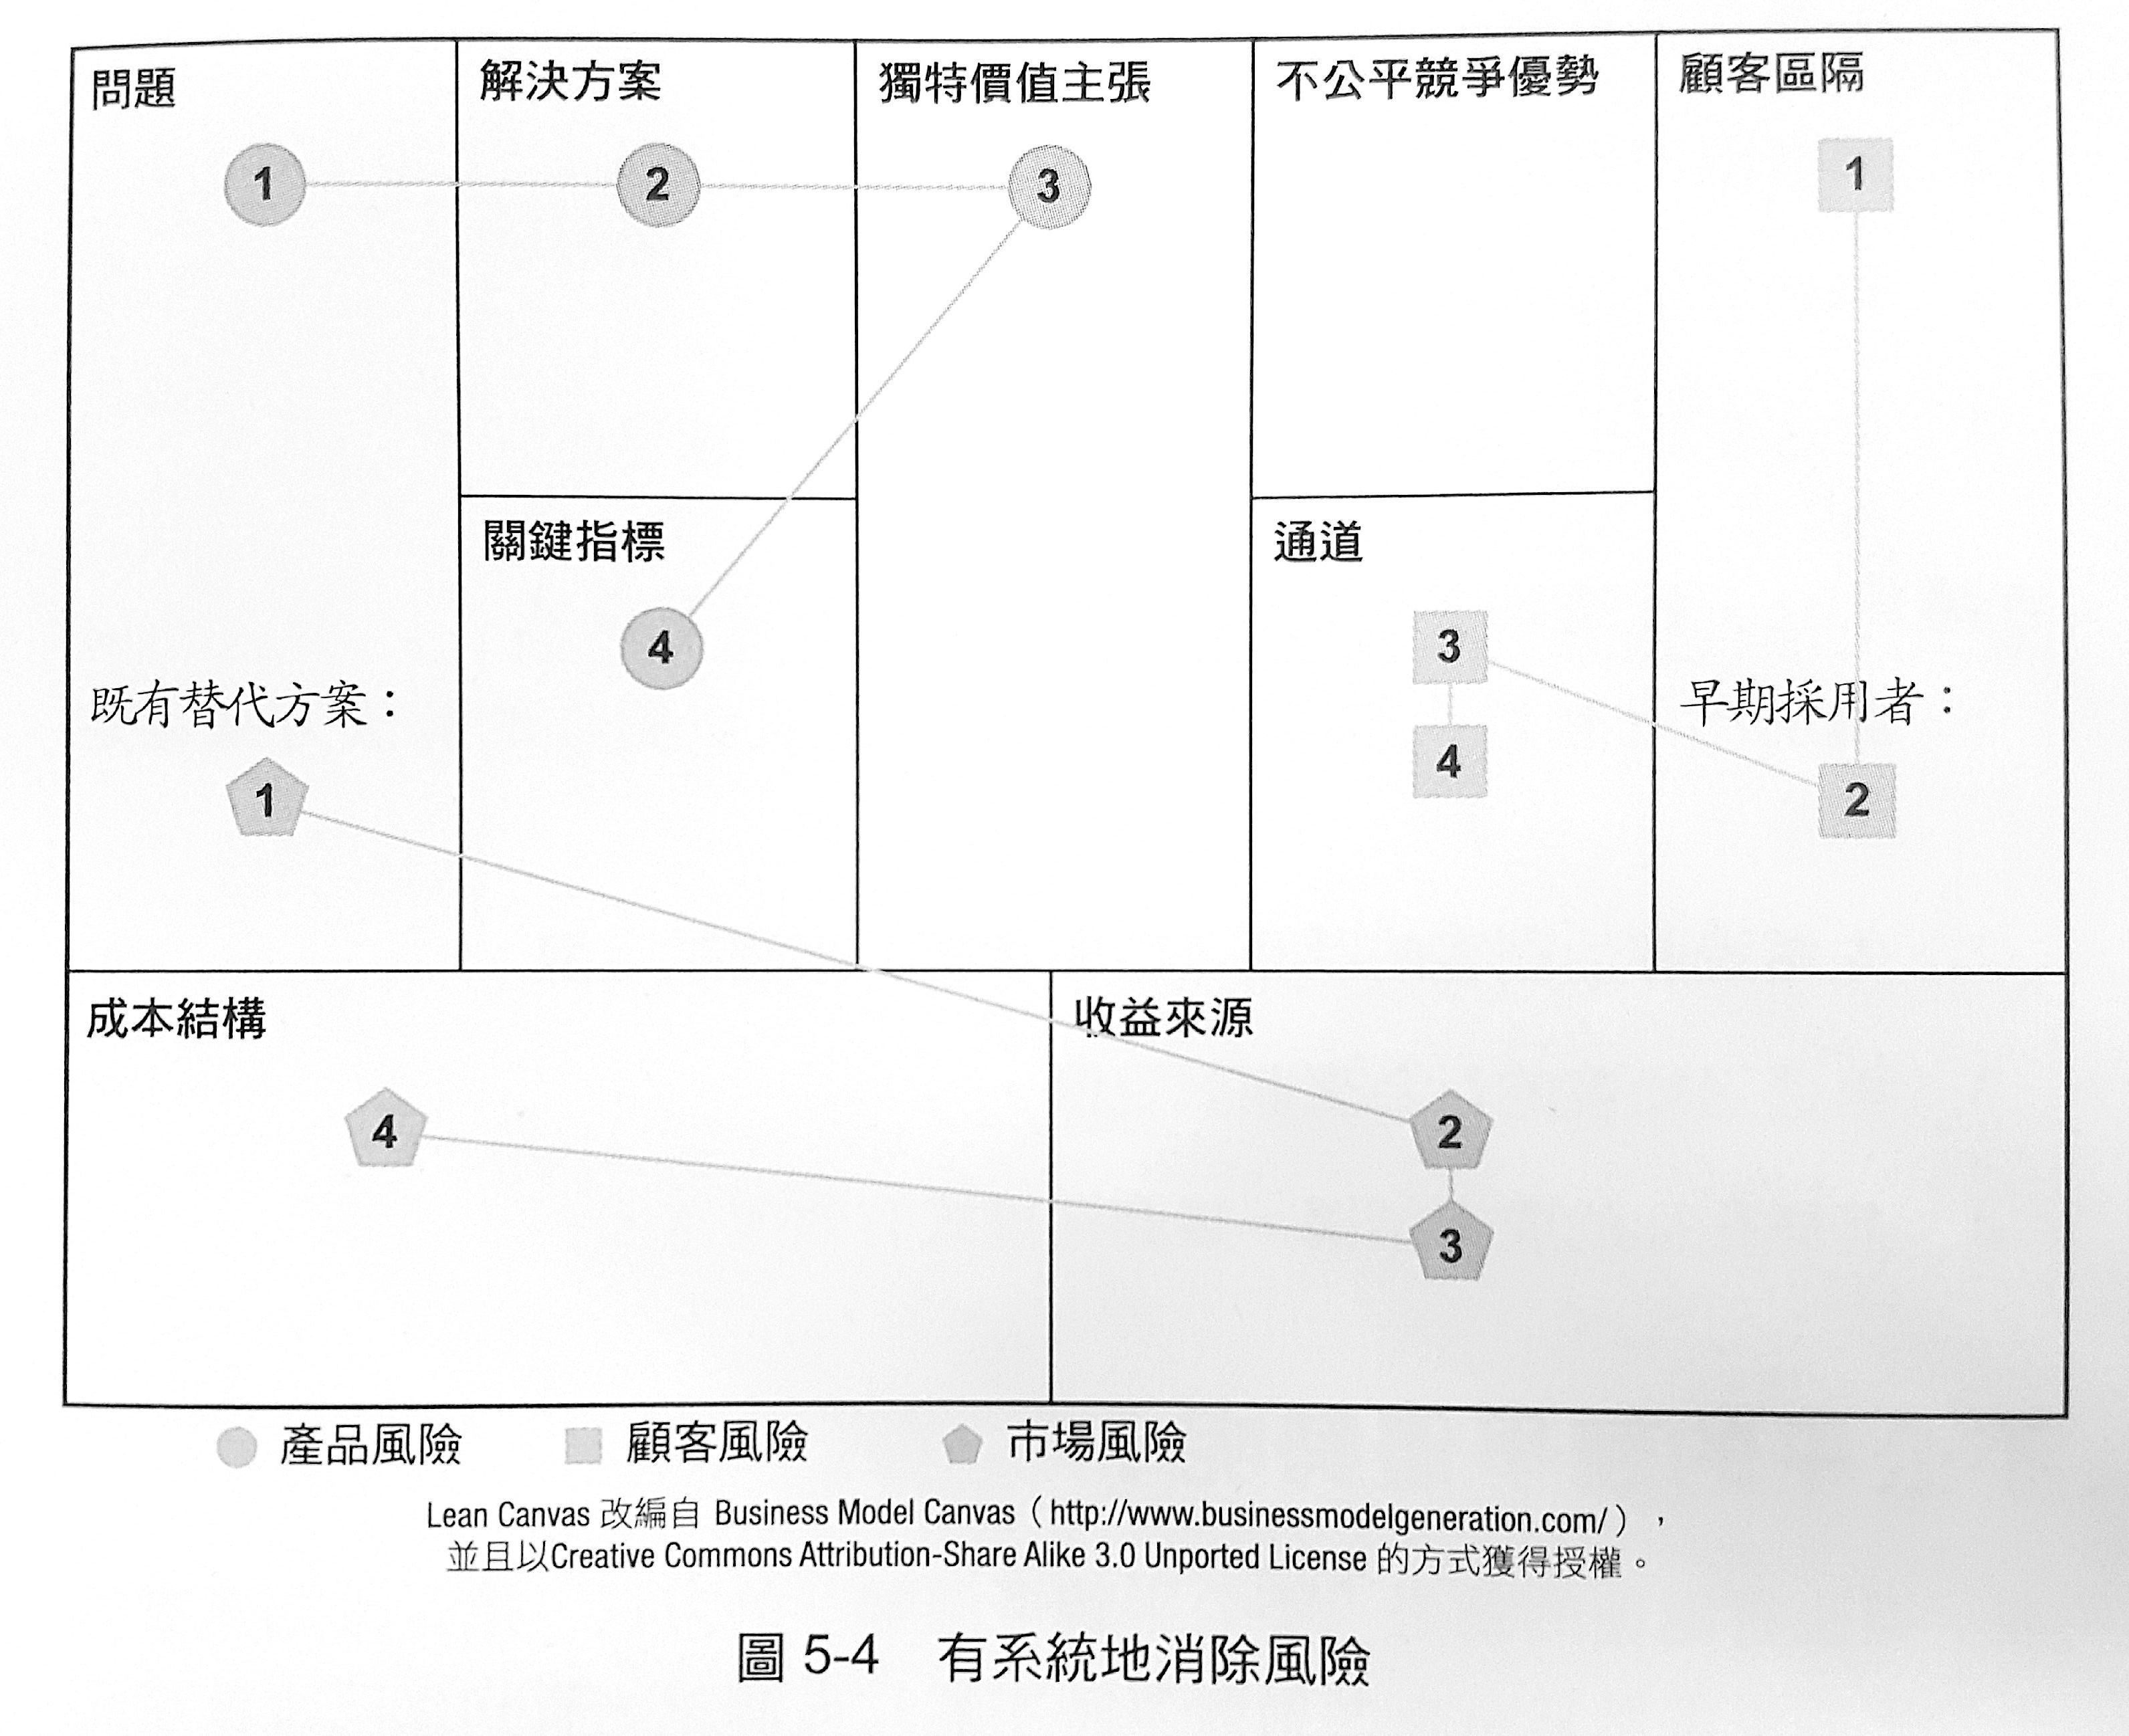 問題
解決方案
獨特價值主張
不公平競爭優勢
顧客區隔
1
2
3
1
關鍵指標
通道
4
3
4
既有替代方案：
早期採用者：
1
2
成本結構
收益來源
4
2
3
產品風險
顧客風險
市場風險
Lean Canvas 改編自 Business Model Canvas（http://www.businessmodelgeneration.com/），
並且以Creative Commons Attribution-Share Alike 3.0 Unported License 的方式獲得授權。
圖 5-4 有系統地消除風險